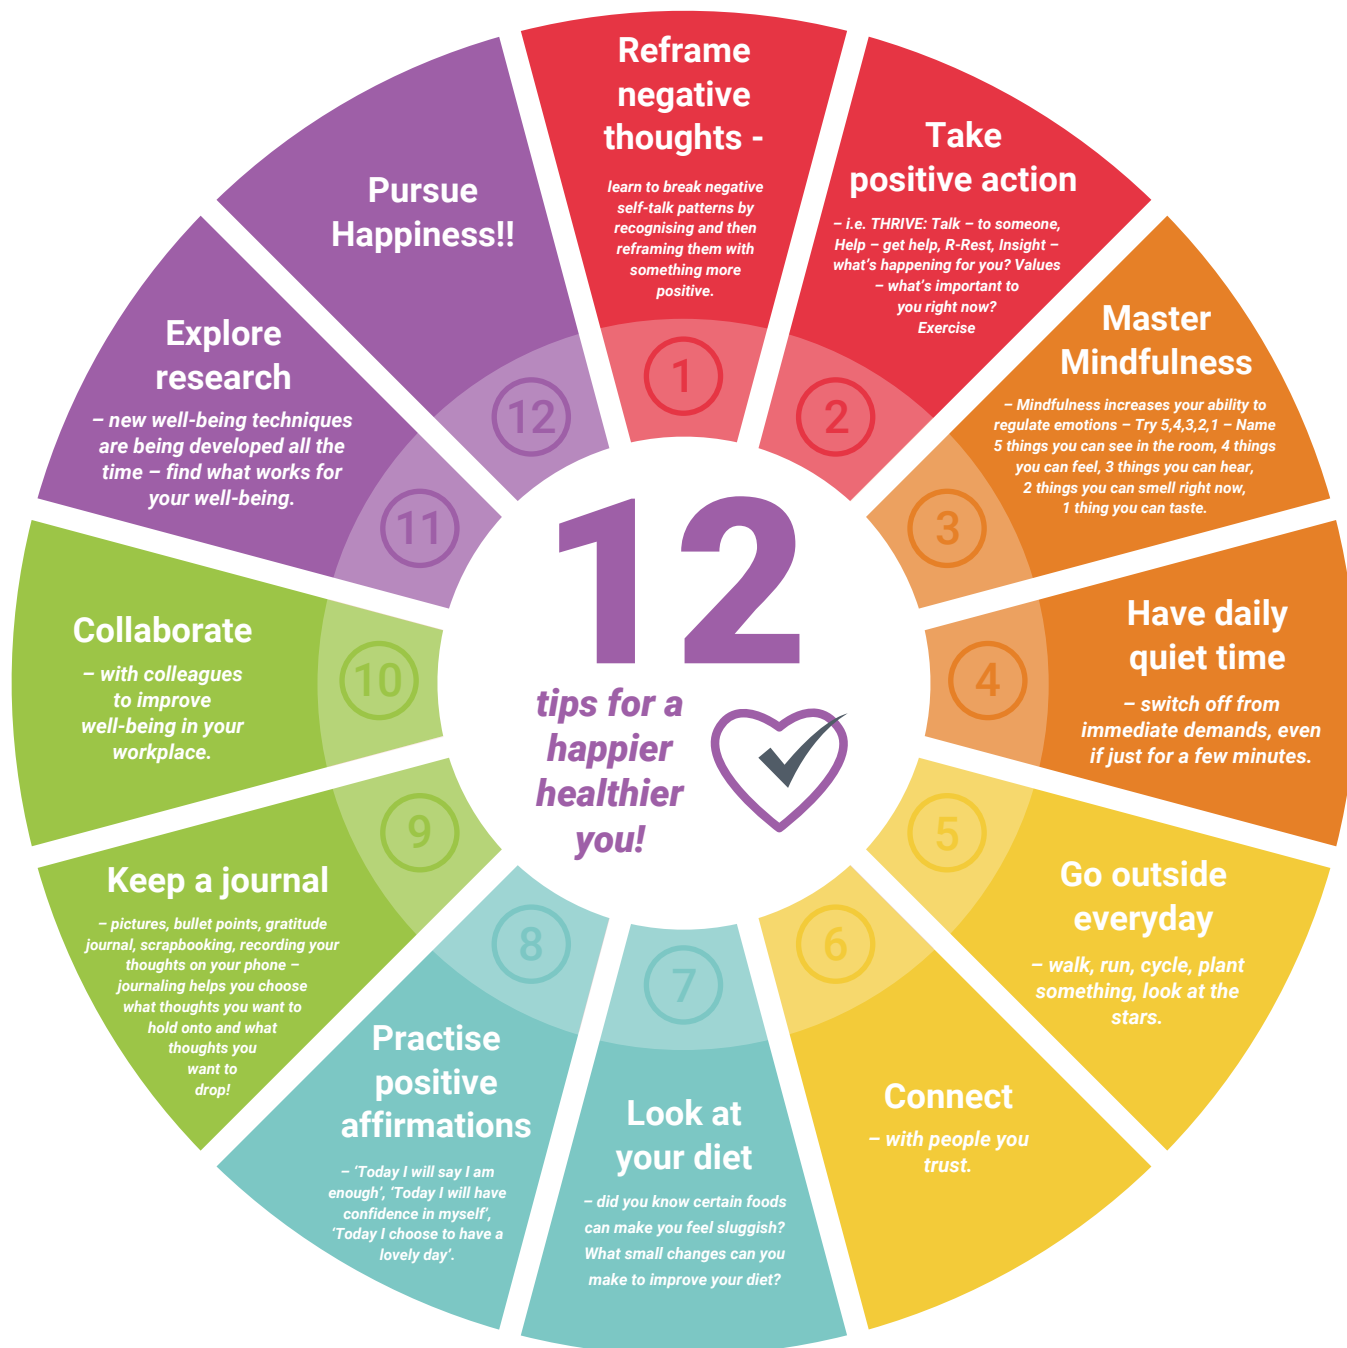 12
tips for a
happier
healthier
you!
Reframe
negative
thoughts -
learn to break negative
self-talk patterns by
recognising and then
reframing them with
something more
positive.
1
Take
positive action
– i.e. THRIVE: Talk – to someone,
Help – get help, R-Rest, Insight –
what's happening for you? Values
– what's important to
you right now?
Exercise
2
Master
Mindfulness
– Mindfulness increases your ability to
regulate emotions – Try 5,4,3,2,1 – Name
5 things you can see in the room, 4 things
you can feel, 3 things you can hear,
2 things you can smell right now,
1 thing you can taste.
3
Have daily
quiet time
– switch off from
immediate demands, even
if just for a few minutes.
4
Go outside
everyday
– walk, run, cycle, plant
something, look at the
stars.
5
Connect
– with people you
trust.
6
Look at
your diet
– did you know certain foods
can make you feel sluggish?
What small changes can you
make to improve your diet?
7
Practise
positive
affirmations
– ‘Today I will say I am
enough’, ‘Today I will have
confidence in myself’,
‘Today I choose to have a
lovely day’.
8
Keep a journal
– pictures, bullet points, gratitude
journal, scrapbooking, recording your
thoughts on your phone –
journaling helps you choose
what thoughts you want to
hold onto and what
thoughts you
want to
drop!
9
Collaborate
– with colleagues
to improve
well-being in your
workplace.
10
Explore
research
– new well-being techniques
are being developed all the
time – find what works for
your well-being.
11
Pursue
Happiness!!
12